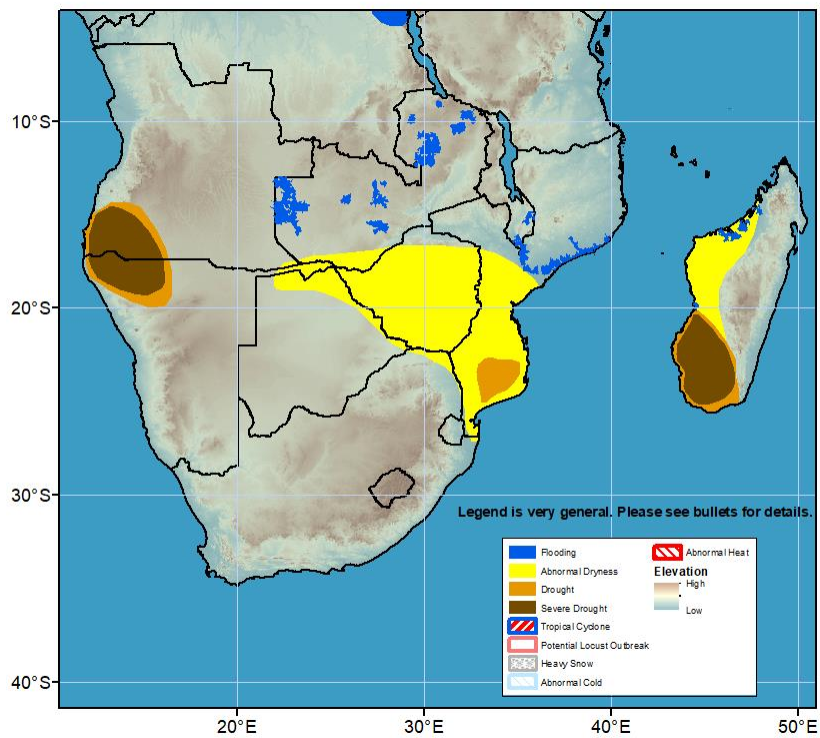 10°S
20°S
30°S
40°S
Legend is very general. Please see bullets for details.
Flooding
Abnormal Dryness
Drought
Severe Drought
Tropical Cyclone
Potential Locust Outbreak
Heavy Snow
Abnormal Cold
Abnormal Heat
Elevation
High
Low
20°E
30°E
40°E
50°E